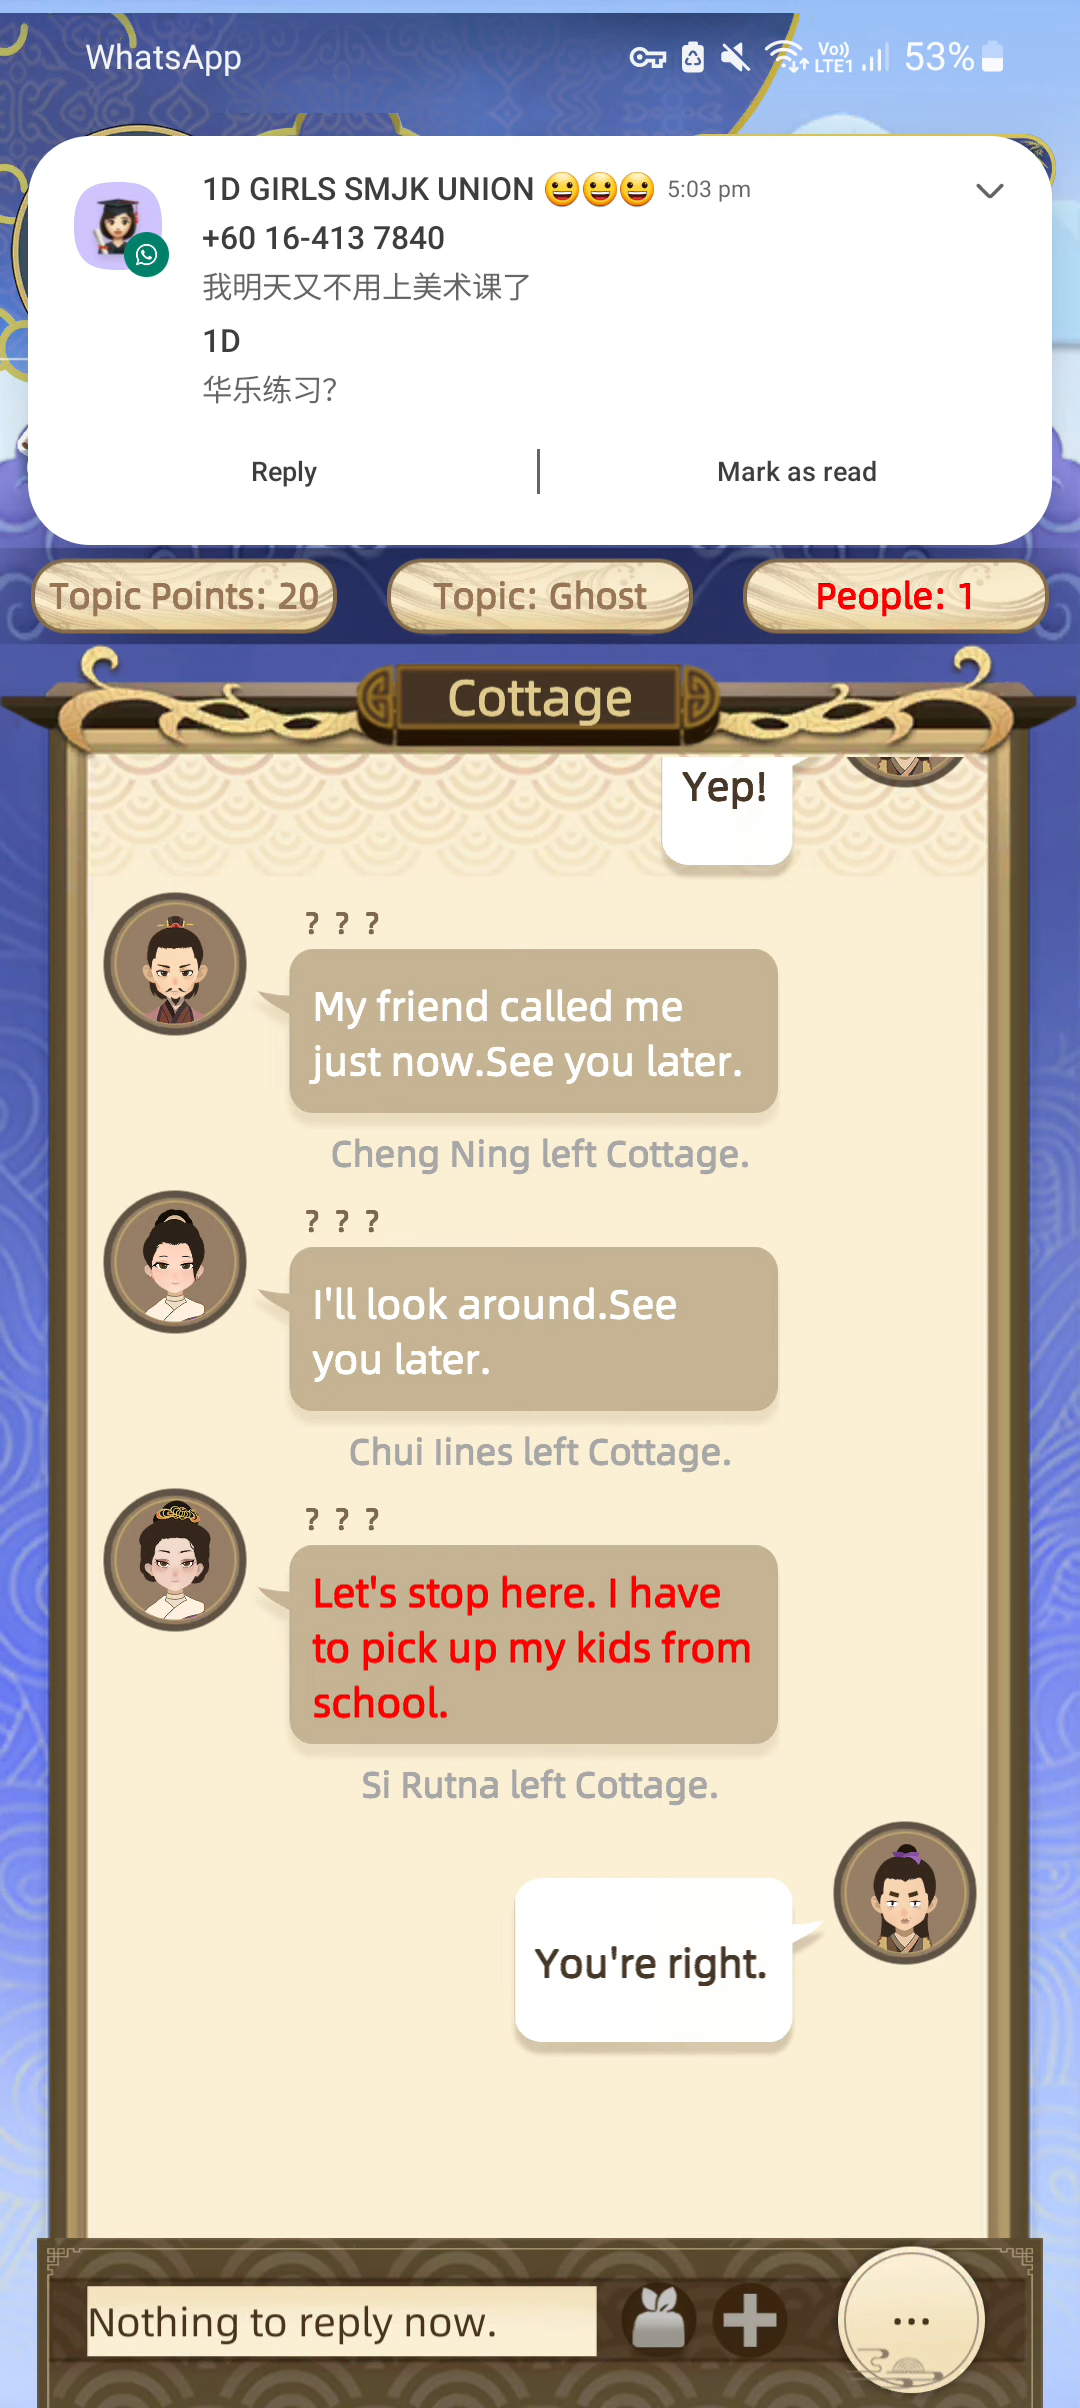 WhatsApp
Vo)) LTE1 53%
1D GIRLS SMJK UNION 😀😀😀 5:03 pm
+60 16-413 7840
我明天又不用上美术课了
1D
华乐练习?
Reply
Mark as read
Topic Points: 20
Topic: Ghost
People: 1
Cottage
Yep!
？？？
My friend called me
just now.See you later.
Cheng Ning left Cottage.
？？？
I'll look around.See
you later.
Chui Iines left Cottage.
？？？
Let's stop here. I have
to pick up my kids from
school.
Si Rutna left Cottage.
You're right.
Nothing to reply now.
...